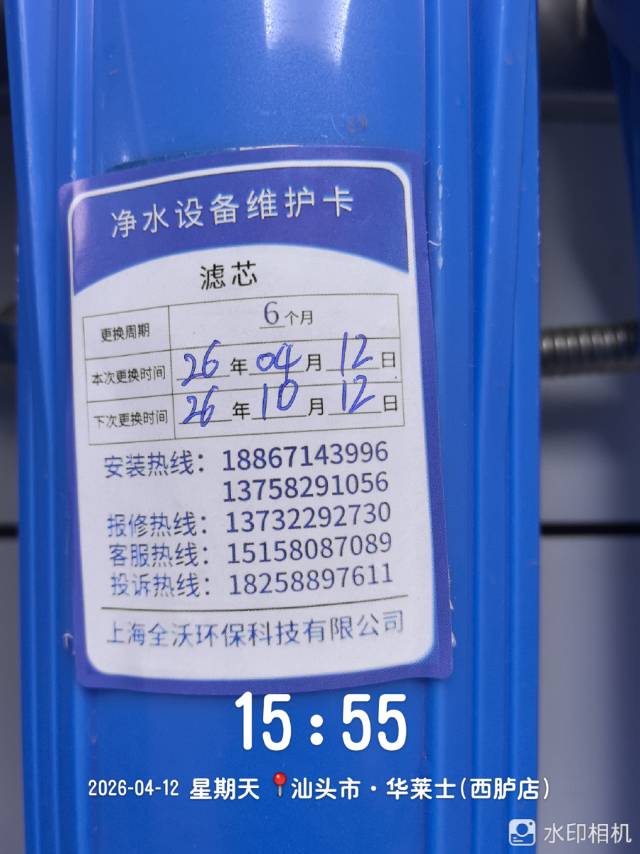 净水设备维护卡
滤芯
更换周期 6个月
本次更换时间 26年04月12日
下次更换时间 26年10月12日
安装热线：18867143996
13758291056
报修热线：13732292730
客服热线：15158087089
投诉热线：18258897611
上海全沃环保科技有限公司
15:55
2026-04-12 星期天 汕头市·华莱士(西胪店)
水印相机